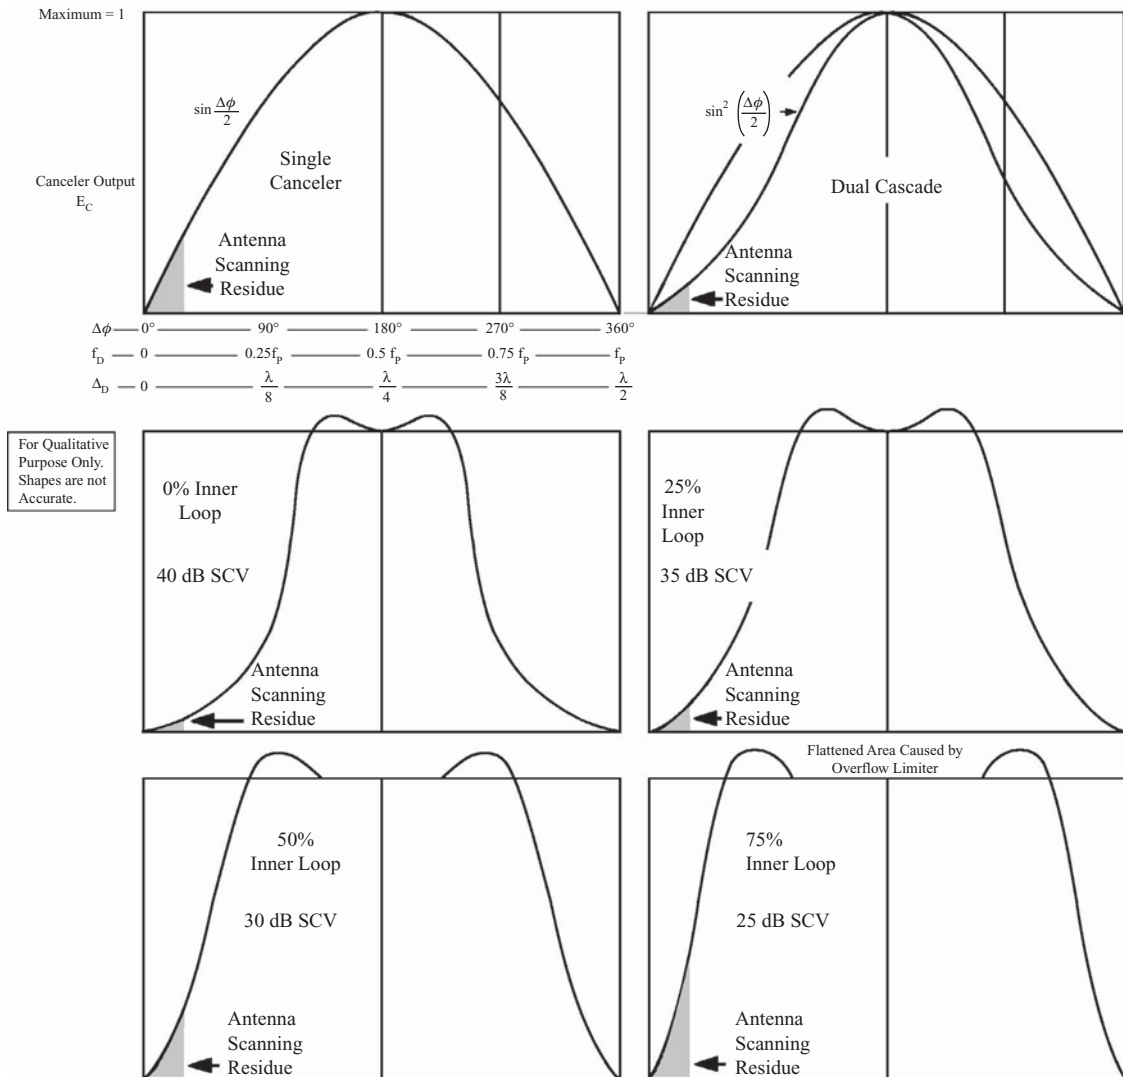 Maximum = 1
sin Δϕ/2
Single
Canceler
Canceler Output
E_C
Antenna
Scanning
Residue
sin² (Δϕ/2)
Dual Cascade
Antenna
Scanning
Residue
Δϕ 0° 90° 180° 270° 360°
f_D 0 0.25f_P 0.5 f_P 0.75 f_P f_P
Δ_D 0 λ/8 λ/4 3λ/8 λ/2
For Qualitative
Purpose Only.
Shapes are not
Accurate.
0% Inner
Loop
40 dB SCV
Antenna
Scanning
Residue
25%
Inner
Loop
35 dB SCV
Antenna
Scanning
Residue
50%
Inner Loop
30 dB SCV
Antenna
Scanning
Residue
Flattened Area Caused by
Overflow Limiter
75%
Inner Loop
25 dB SCV
Antenna
Scanning
Residue